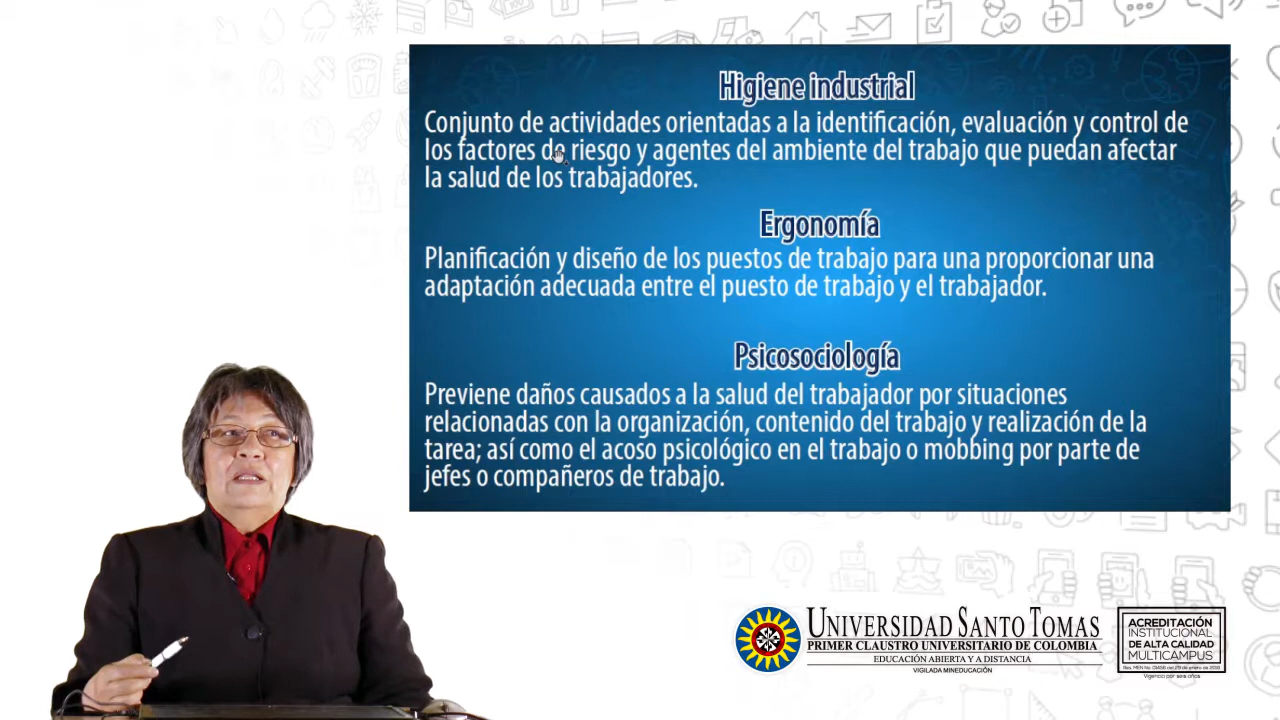 Higiene industrial
Conjunto de actividades orientadas a la identificación, evaluación y control de
los factores de riesgo y agentes del ambiente del trabajo que puedan afectar
la salud de los trabajadores.
Ergonomía
Planificación y diseño de los puestos de trabajo para una proporcionar una
adaptación adecuada entre el puesto de trabajo y el trabajador.
Psicosociología
Previene daños causados a la salud del trabajador por situaciones
relacionadas con la organización, contenido del trabajo y realización de la
tarea; así como el acoso psicológico en el trabajo o mobbing por parte de
jefes o compañeros de trabajo.
UNIVERSIDAD SANTO TOMAS
PRIMER CLAUSTRO UNIVERSITARIO DE COLOMBIA
EDUCACIÓN ABIERTA Y A DISTANCIA
VIGILADA MINEDUCACIÓN
ACREDITACIÓN
INSTITUCIONAL
DE ALTA CALIDAD
MULTICAMPUS
Vigencia por seis años